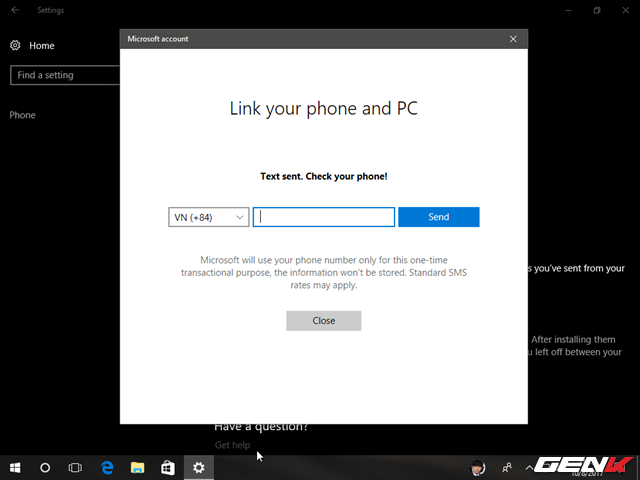 Settings
Home
Find a setting
Phone
Microsoft account
Link your phone and PC
Text sent. Check your phone!
VN (+84)
Send
Microsoft will use your phone number only for this one-time
transactional purpose, the information won't be stored. Standard SMS
rates may apply.
Close
s you've sent from your
After installing them
u left off between your
Have a question?
Get help
GENK